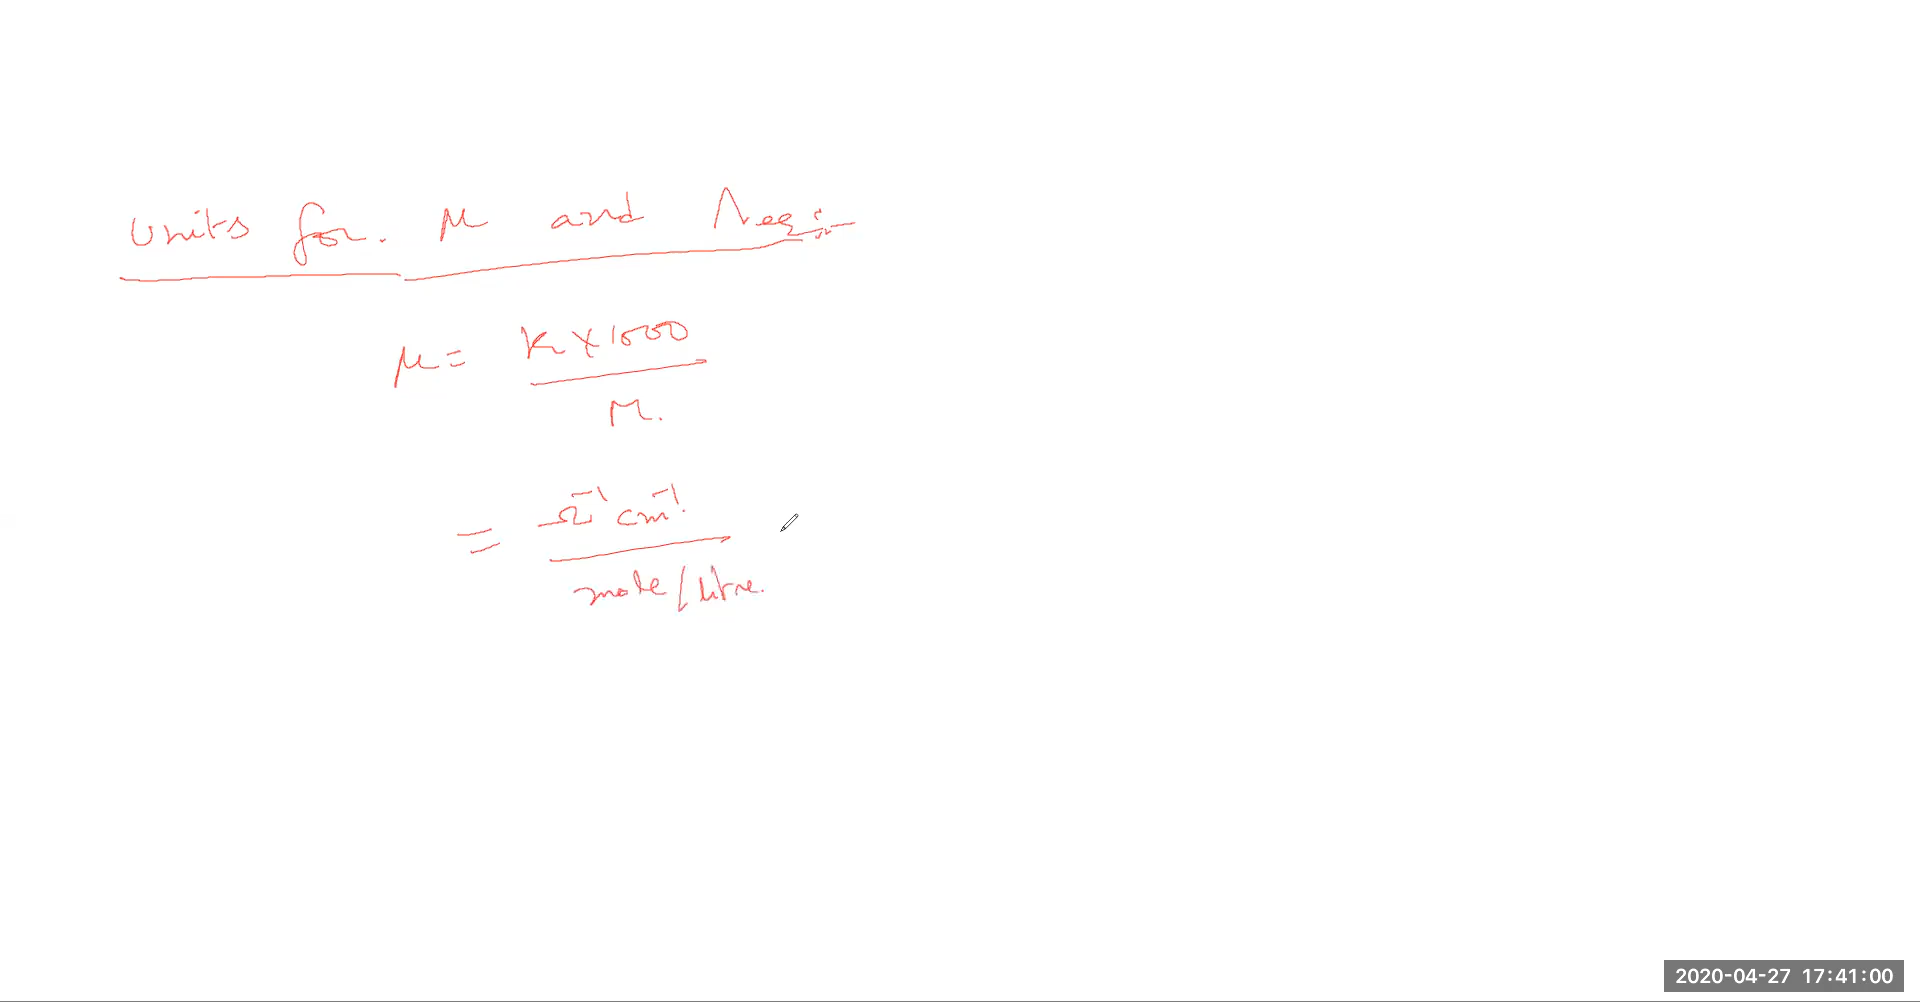 Units for. μ and Λeq:-
μ = K×1000
M.
= Ω⁻¹ cm⁻¹
mole/litre.
2020-04-27 17:41:00